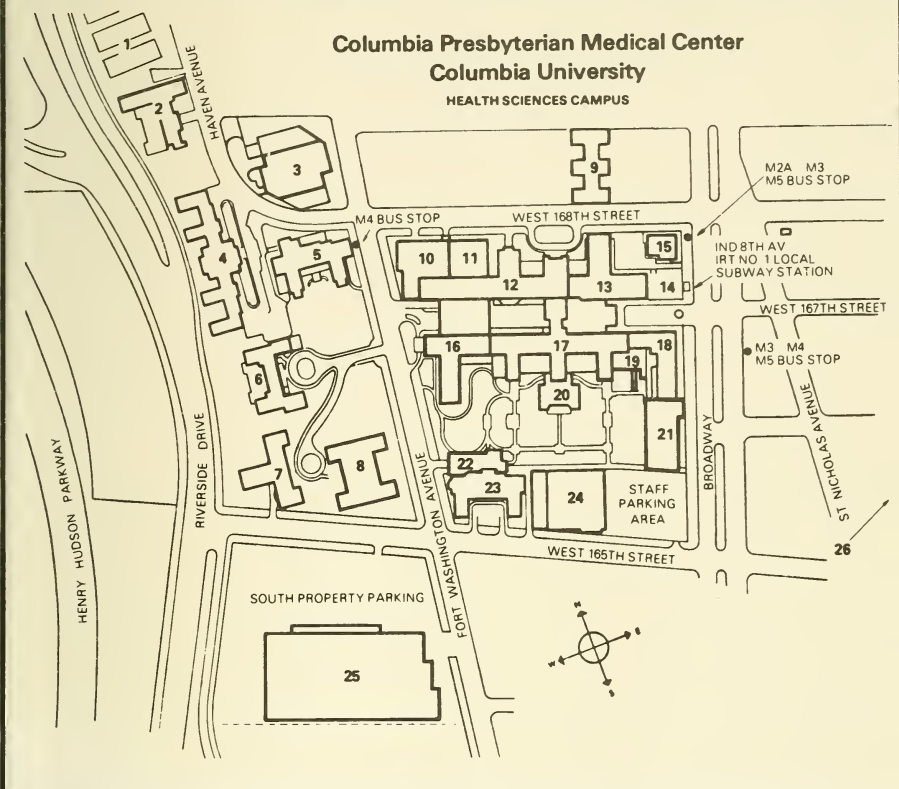 Columbia Presbyterian Medical Center
Columbia University
HEALTH SCIENCES CAMPUS
1
2
HAVEN AVENUE
3
9
M2A M3
M5 BUS STOP
M4 BUS STOP
WEST 168TH STREET
4
5
10
11
12
13
14
15
IND 8TH AV
IRT NO 1 LOCAL
SUBWAY STATION
WEST 167TH STREET
16
17
18
19
M3 M4
M5 BUS STOP
6
20
21
7
8
22
23
24
STAFF
PARKING
AREA
HENRY HUDSON PARKWAY
RIVERSIDE DRIVE
FORT WASHINGTON AVENUE
BROADWAY
ST NICHOLAS AVENUE
26
WEST 165TH STREET
SOUTH PROPERTY PARKING
25
N
W
E
S